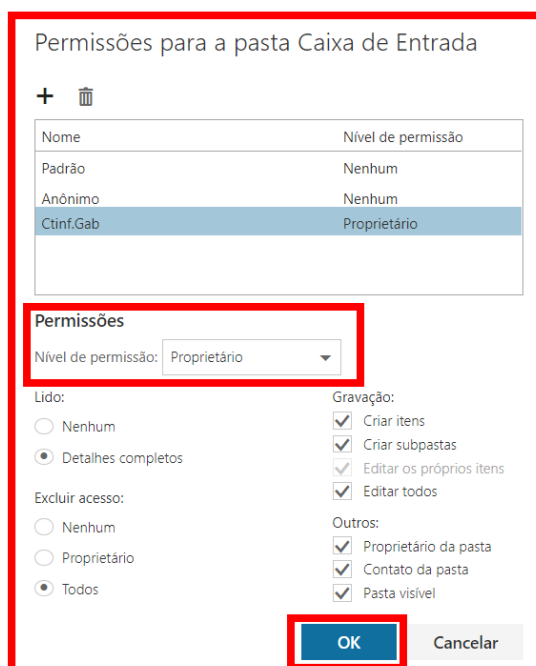 Permissões para a pasta Caixa de Entrada
Nome Nível de permissão
Padrão Nenhum
Anônimo Nenhum
Ctinf.Gab Proprietário
Permissões
Nível de permissão: Proprietário
Lido:
Nenhum
Detalhes completos
Excluir acesso:
Nenhum
Proprietário
Todos
Gravação:
Criar itens
Criar subpastas
Editar os próprios itens
Editar todos
Outros:
Proprietário da pasta
Contato da pasta
Pasta visível
OK Cancelar